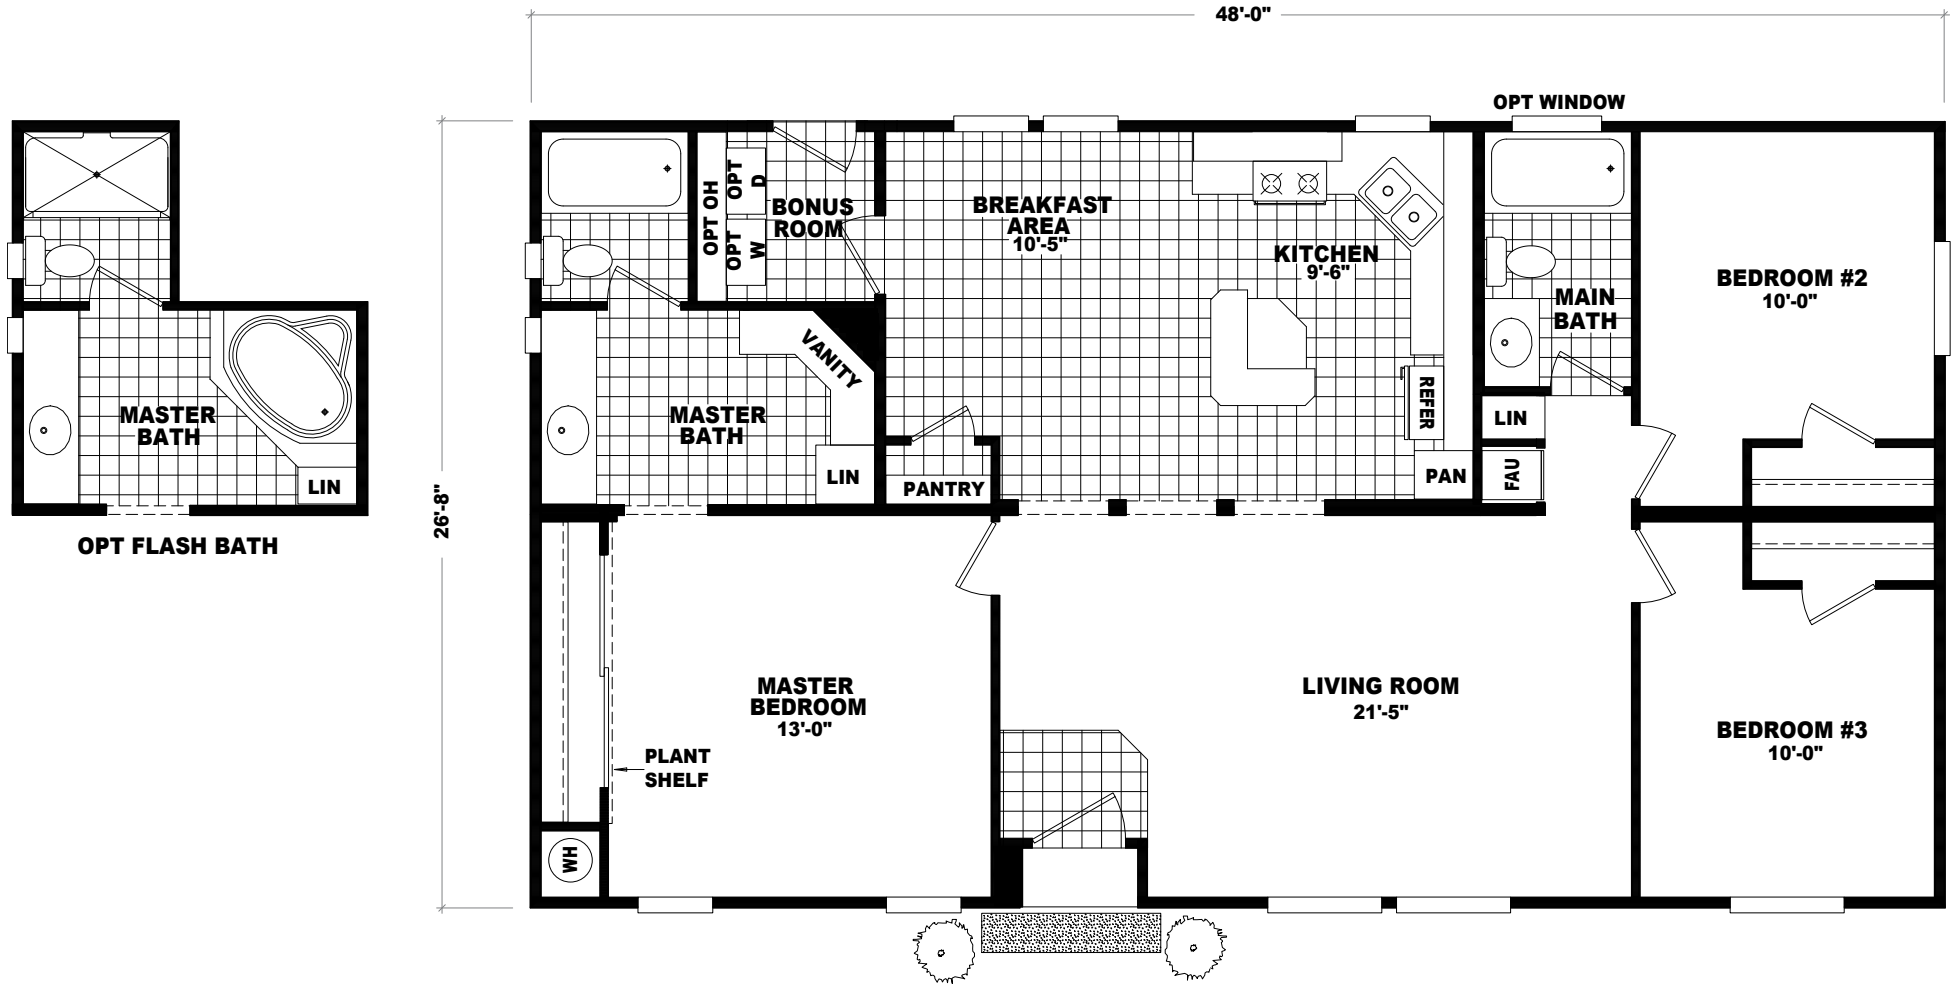 48'-0"
OPT WINDOW
26'-8"
MASTER
BATH
LIN
OPT FLASH BATH
OPT OH
OPT
D
OPT
W
BONUS
ROOM
BREAKFAST
AREA
10'-5"
KITCHEN
9'-6"
MAIN
BATH
BEDROOM #2
10'-0"
VANITY
MASTER
BATH
LIN
PANTRY
REFER
PAN
LIN
FAU
MASTER
BEDROOM
13'-0"
PLANT
SHELF
WH
LIVING ROOM
21'-5"
BEDROOM #3
10'-0"